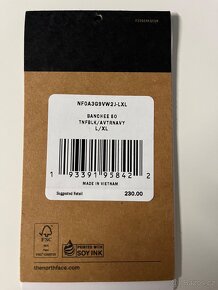 NF0A3G9VW2J-LXL
BANCHEE 50
TNFBLK/AVTRNAVY
L/XL
1 93391 95842 2
MADE IN VIETNAM
Suggested Retail
230.00
FSC
PRINTED WITH
SOY INK
thenorthface.com